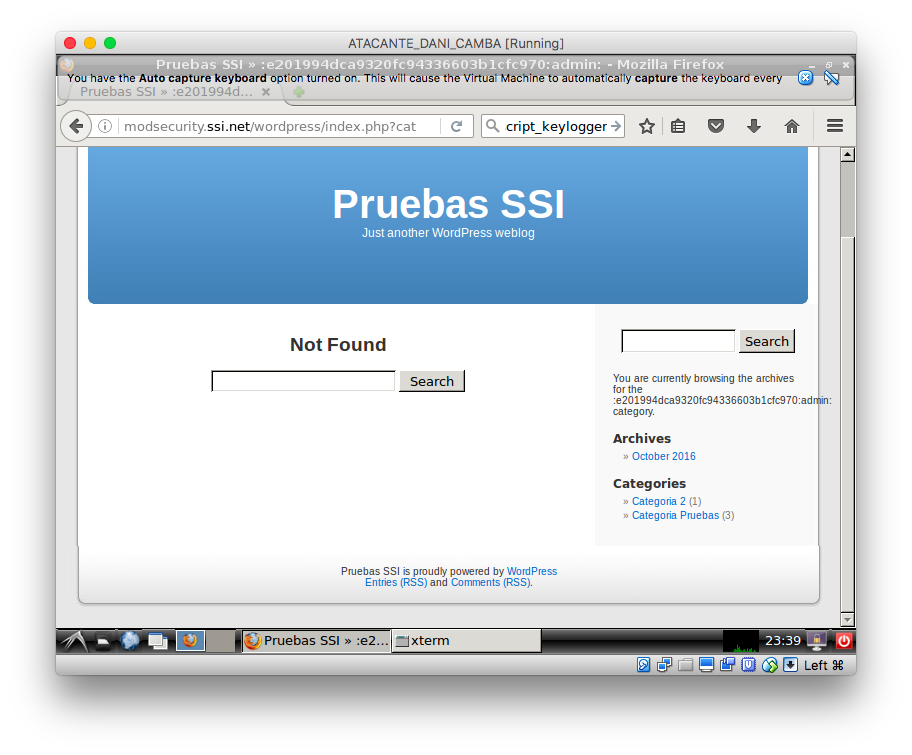 ATACANTE_DANI_CAMBA [Running]
Pruebas SSI » :e201994dca9320fc94336603b1cfc970:admin: - Mozilla Firefox
You have the Auto capture keyboard option turned on. This will cause the Virtual Machine to automatically capture the keyboard every
Pruebas SSI » :e201994d...
modsecurity.ssi.net/wordpress/index.php?cat
cript_keylogger
Pruebas SSI
Just another WordPress weblog
Not Found
Search
Search
You are currently browsing the archives
for the
:e201994dca9320fc94336603b1cfc970:admin:
category.
Archives
» October 2016
Categories
» Categoria 2 (1)
» Categoria Pruebas (3)
Pruebas SSI is proudly powered by WordPress
Entries (RSS) and Comments (RSS).
Pruebas SSI » :e2...
xterm
23:39
Left ⌘